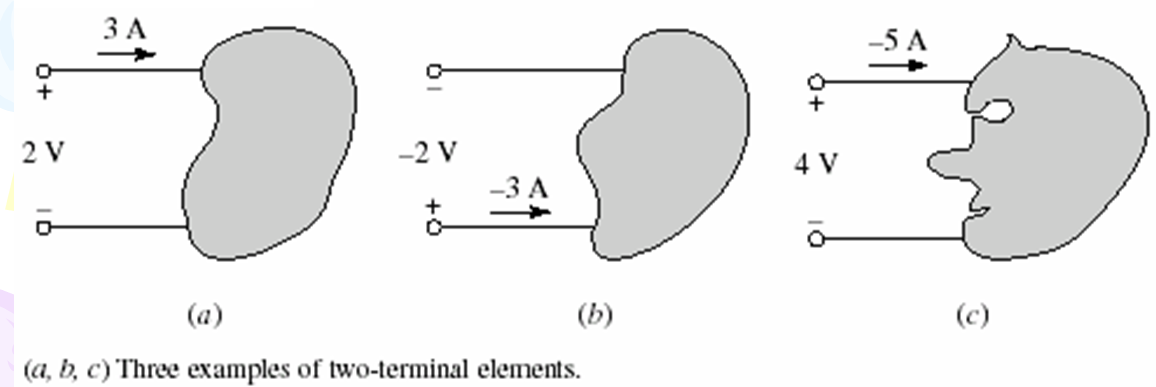 3 A
+
2 V
–
(a)
–
–2 V
+
–3 A
(b)
–5 A
+
4 V
–
(c)
(a, b, c) Three examples of two-terminal elements.